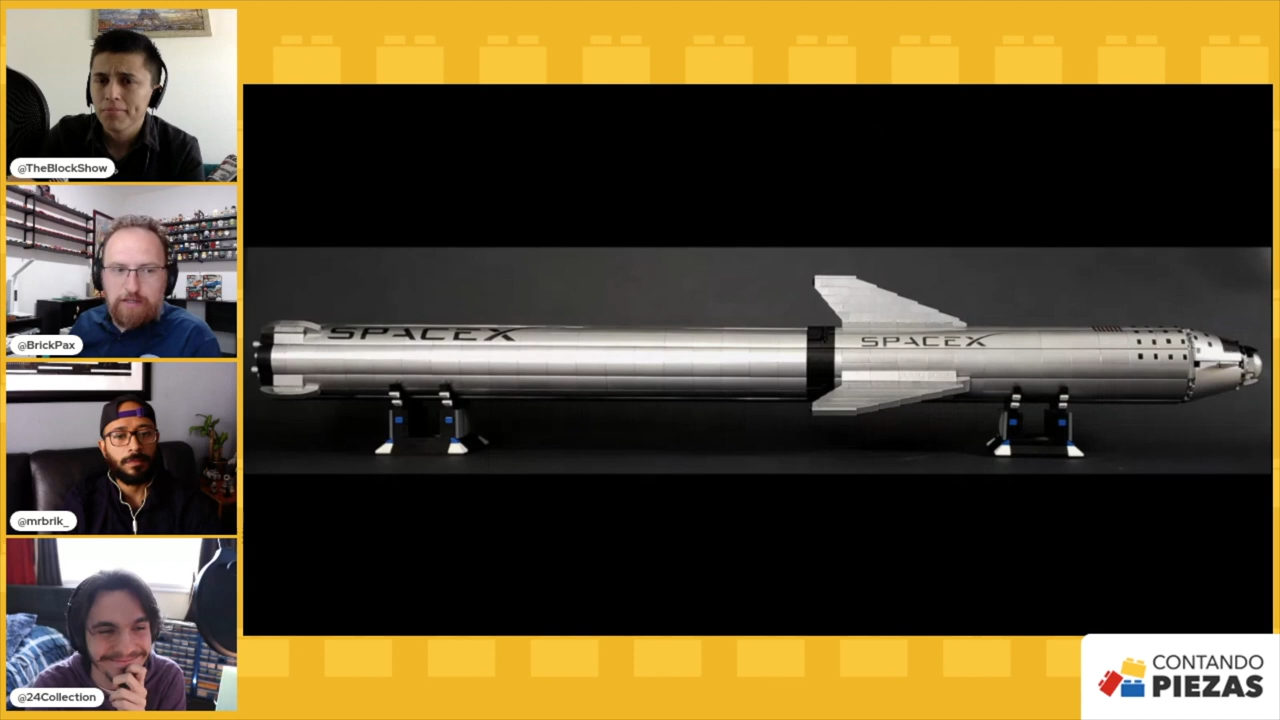 @TheBlockShow
@BrickPax
@mrbrik_
@24Collection
SPACEX
SPACEX
CONTANDO
PIEZAS